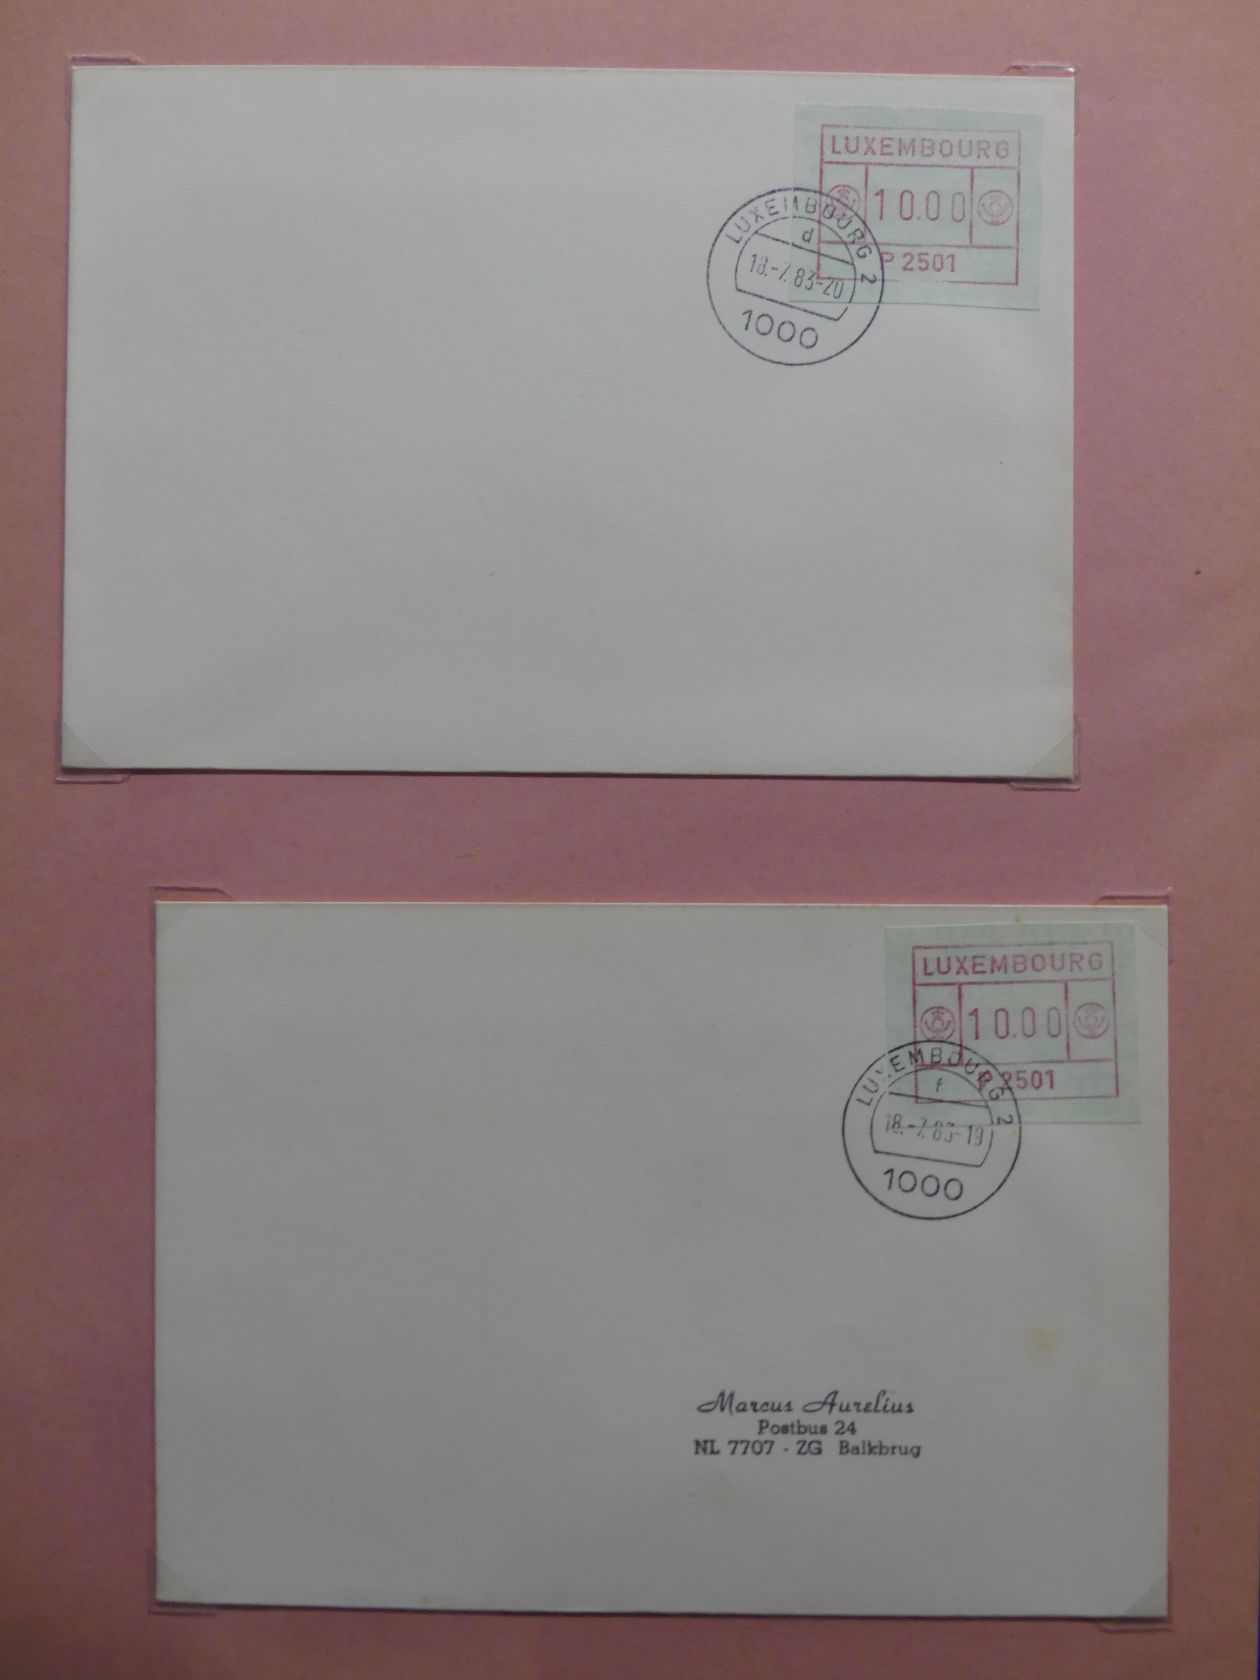 LUXEMBOURG
10.00
P 2501
LUXEMBOURG 2
d
18.-7.83-20
1000
LUXEMBOURG
10.00
2501
LUXEMBOURG 2
f
18.-7.83-19
1000
Marcus Aurelius
Postbus 24
NL 7707 - ZG Balkbrug